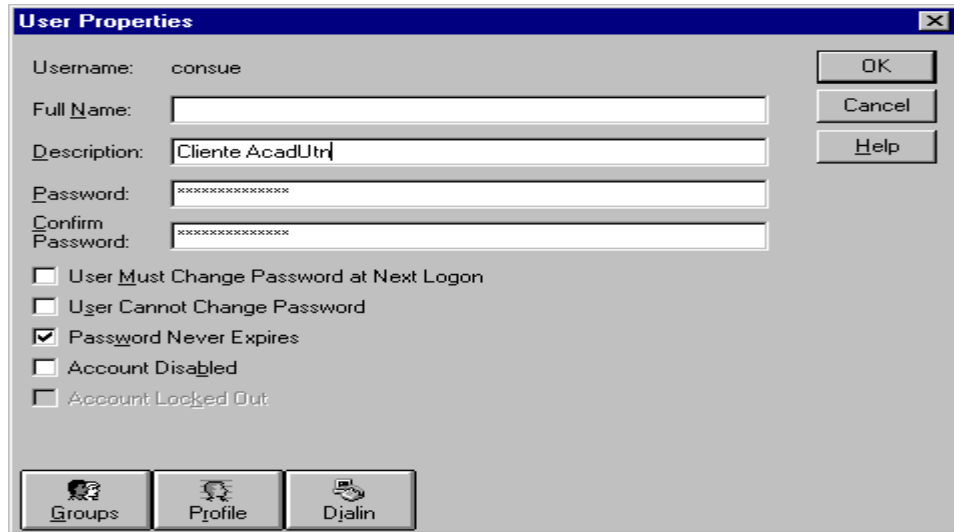 User Properties
Username: consue
OK
Full Name:
Cancel
Description: Cliente AcadUtn
Help
Password: **************
Confirm
Password: **************
User Must Change Password at Next Logon
User Cannot Change Password
Password Never Expires
Account Disabled
Account Locked Out
Groups Profile Dialin